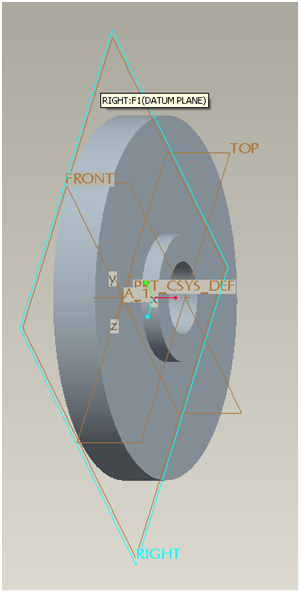 RIGHT:F1(DATUM PLANE)
TOP
FRONT
y
PRT_CSYS_DEF
A_1
x
z
RIGHT